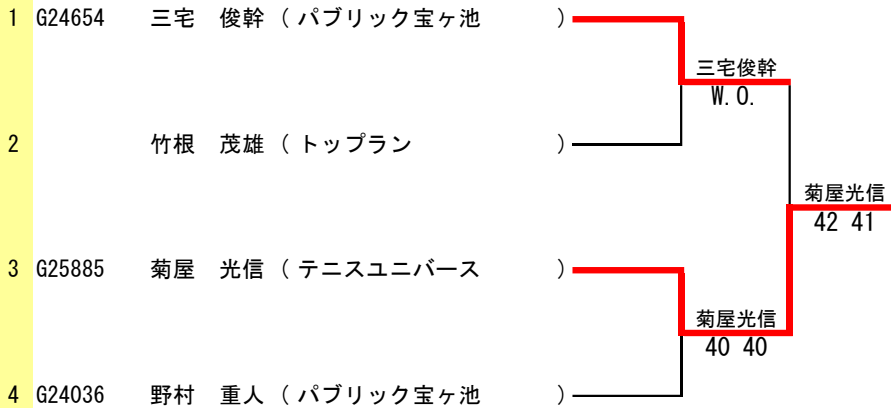 1 G24654 三宅 俊幹 ( パブリック宝ヶ池 )
三宅俊幹
W.O.
2 竹根 茂雄 ( トップラン )
菊屋光信
42 41
3 G25885 菊屋 光信 ( テニスユニバース )
菊屋光信
40 40
4 G24036 野村 重人 ( パブリック宝ヶ池 )